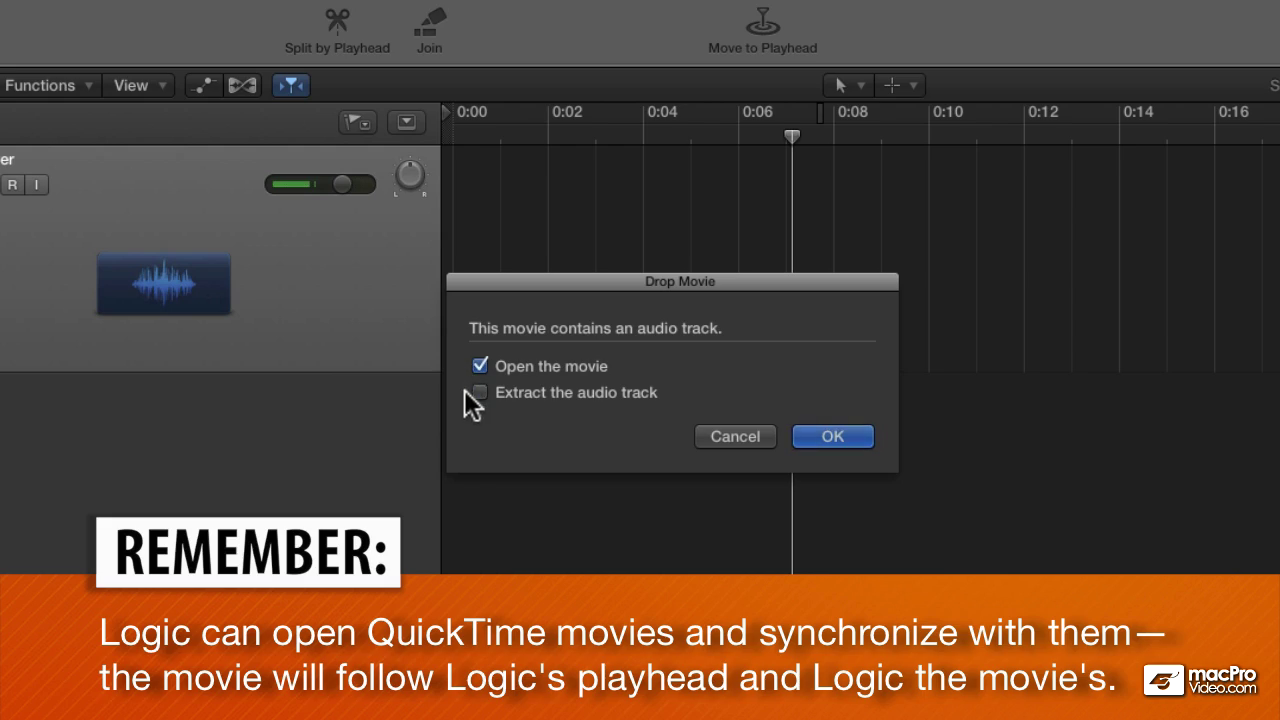 Split by Playhead
Join
Move to Playhead
Functions
View
S
0:00
0:02
0:04
0:06
0:08
0:10
0:12
0:14
0:16
er
R
I
L
R
Drop Movie
This movie contains an audio track.
Open the movie
Extract the audio track
Cancel
OK
REMEMBER:
Logic can open QuickTime movies and synchronize with them—
the movie will follow Logic's playhead and Logic the movie's.
macPro
Video.com